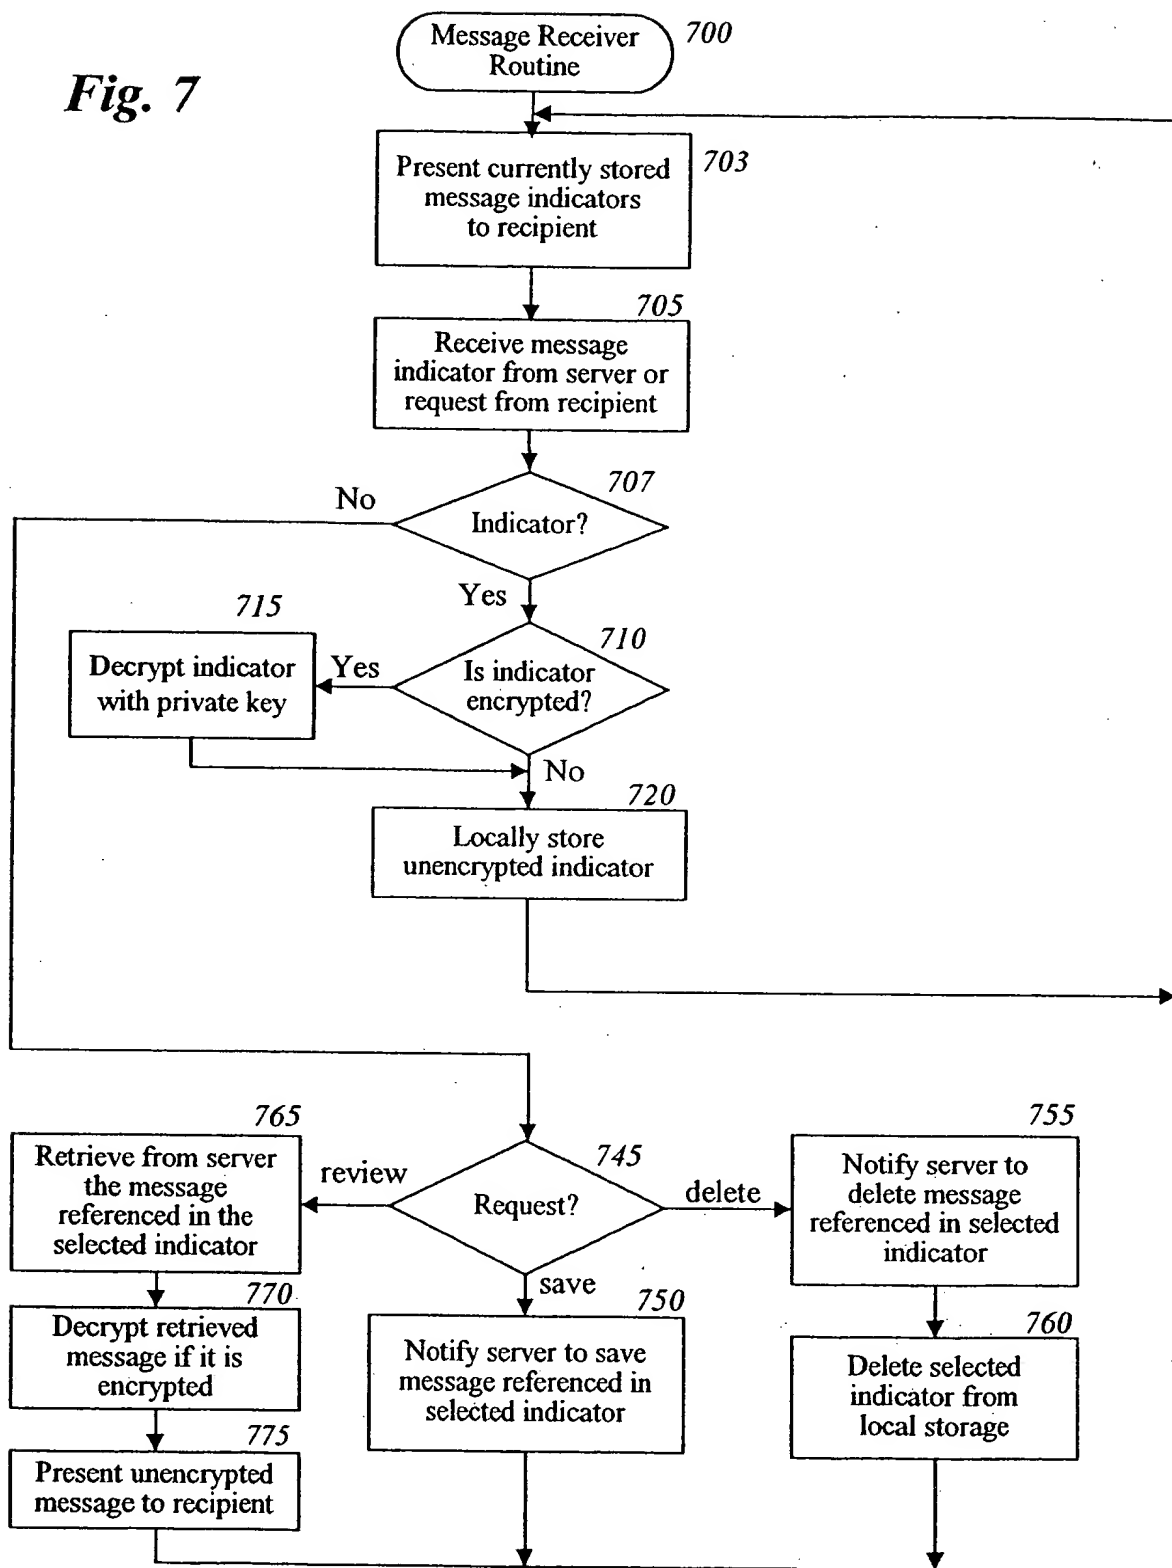 Fig. 7
Message Receiver
Routine
700
Present currently stored
message indicators
to recipient
703
705
Receive message
indicator from server or
request from recipient
707
No
Indicator?
Yes
715
710
Decrypt indicator
with private key
Yes
Is indicator
encrypted?
No
720
Locally store
unencrypted indicator
765
Retrieve from server
the message
referenced in the
selected indicator
review
745
Request?
delete
755
Notify server to
delete message
referenced in selected
indicator
save
770
Decrypt retrieved
message if it is
encrypted
750
Notify server to save
message referenced in
selected indicator
760
Delete selected
indicator from
local storage
775
Present unencrypted
message to recipient